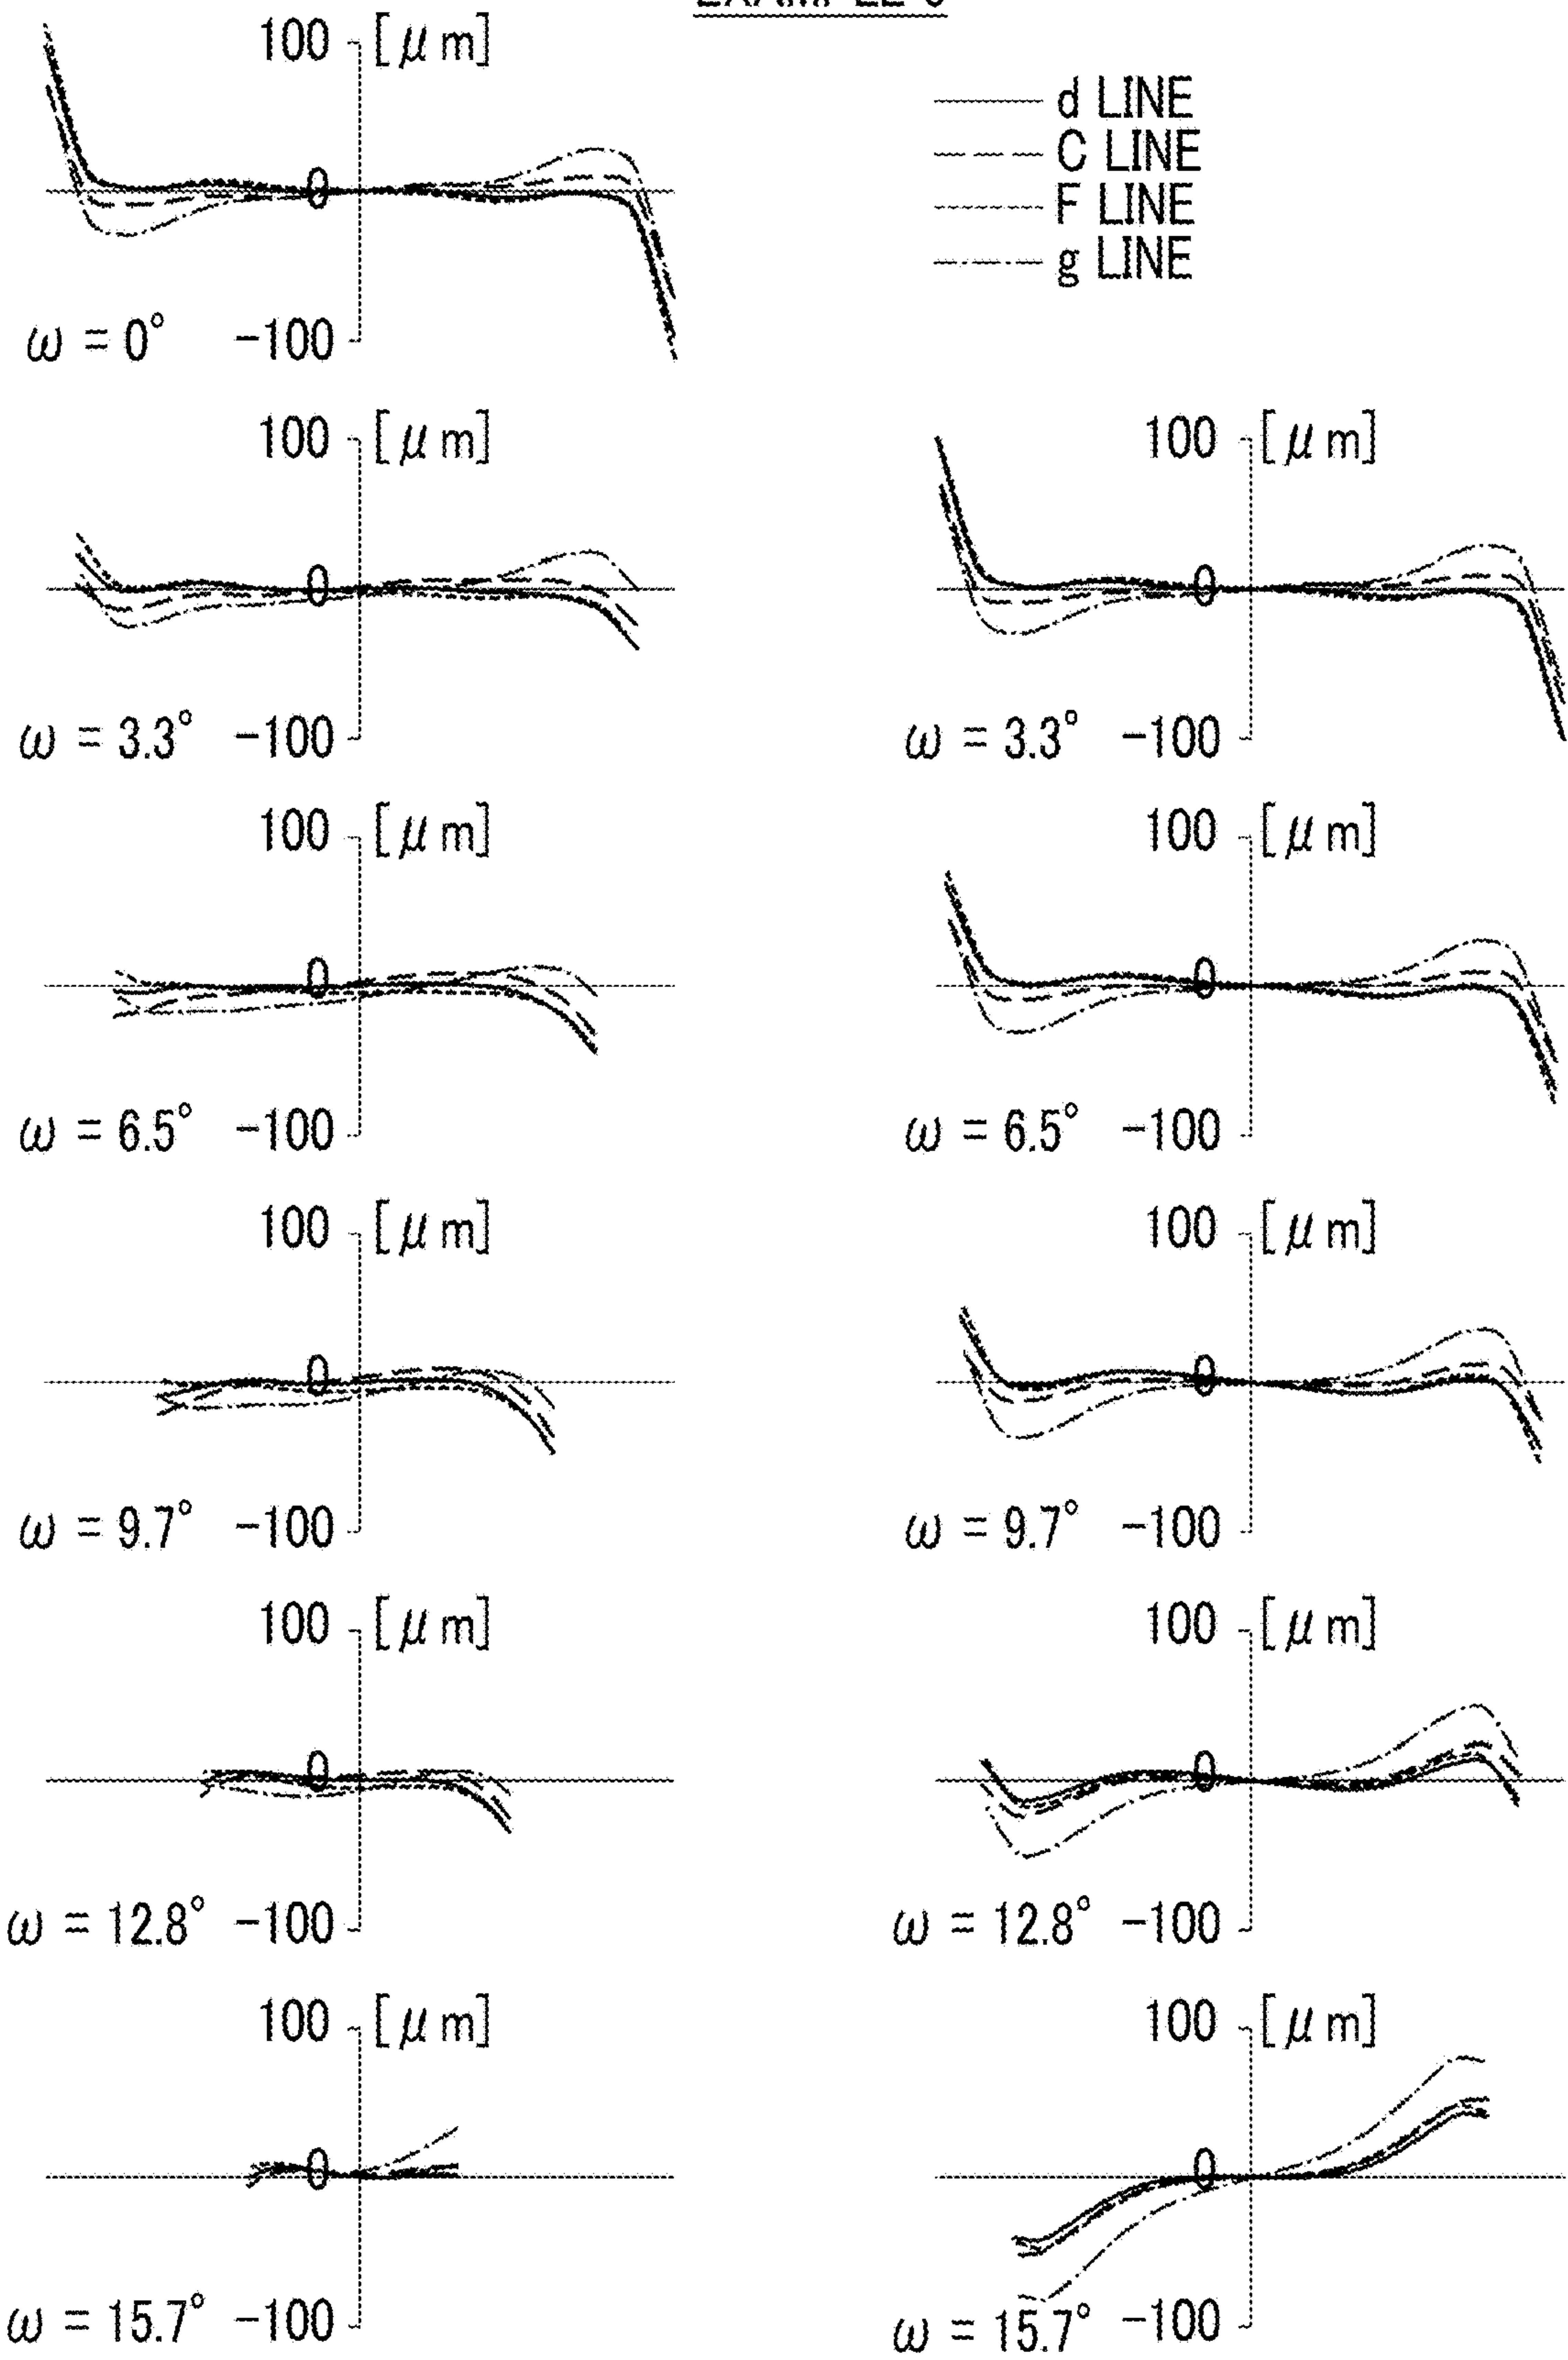 100 [μm]
0
ω = 0° -100
d LINE
C LINE
F LINE
g LINE
100 [μm]
0
ω = 3.3° -100
100 [μm]
0
ω = 3.3° -100
100 [μm]
0
ω = 6.5° -100
100 [μm]
0
ω = 6.5° -100
100 [μm]
0
ω = 9.7° -100
100 [μm]
0
ω = 9.7° -100
100 [μm]
0
ω = 12.8° -100
100 [μm]
0
ω = 12.8° -100
100 [μm]
0
ω = 15.7° -100
100 [μm]
0
ω = 15.7° -100